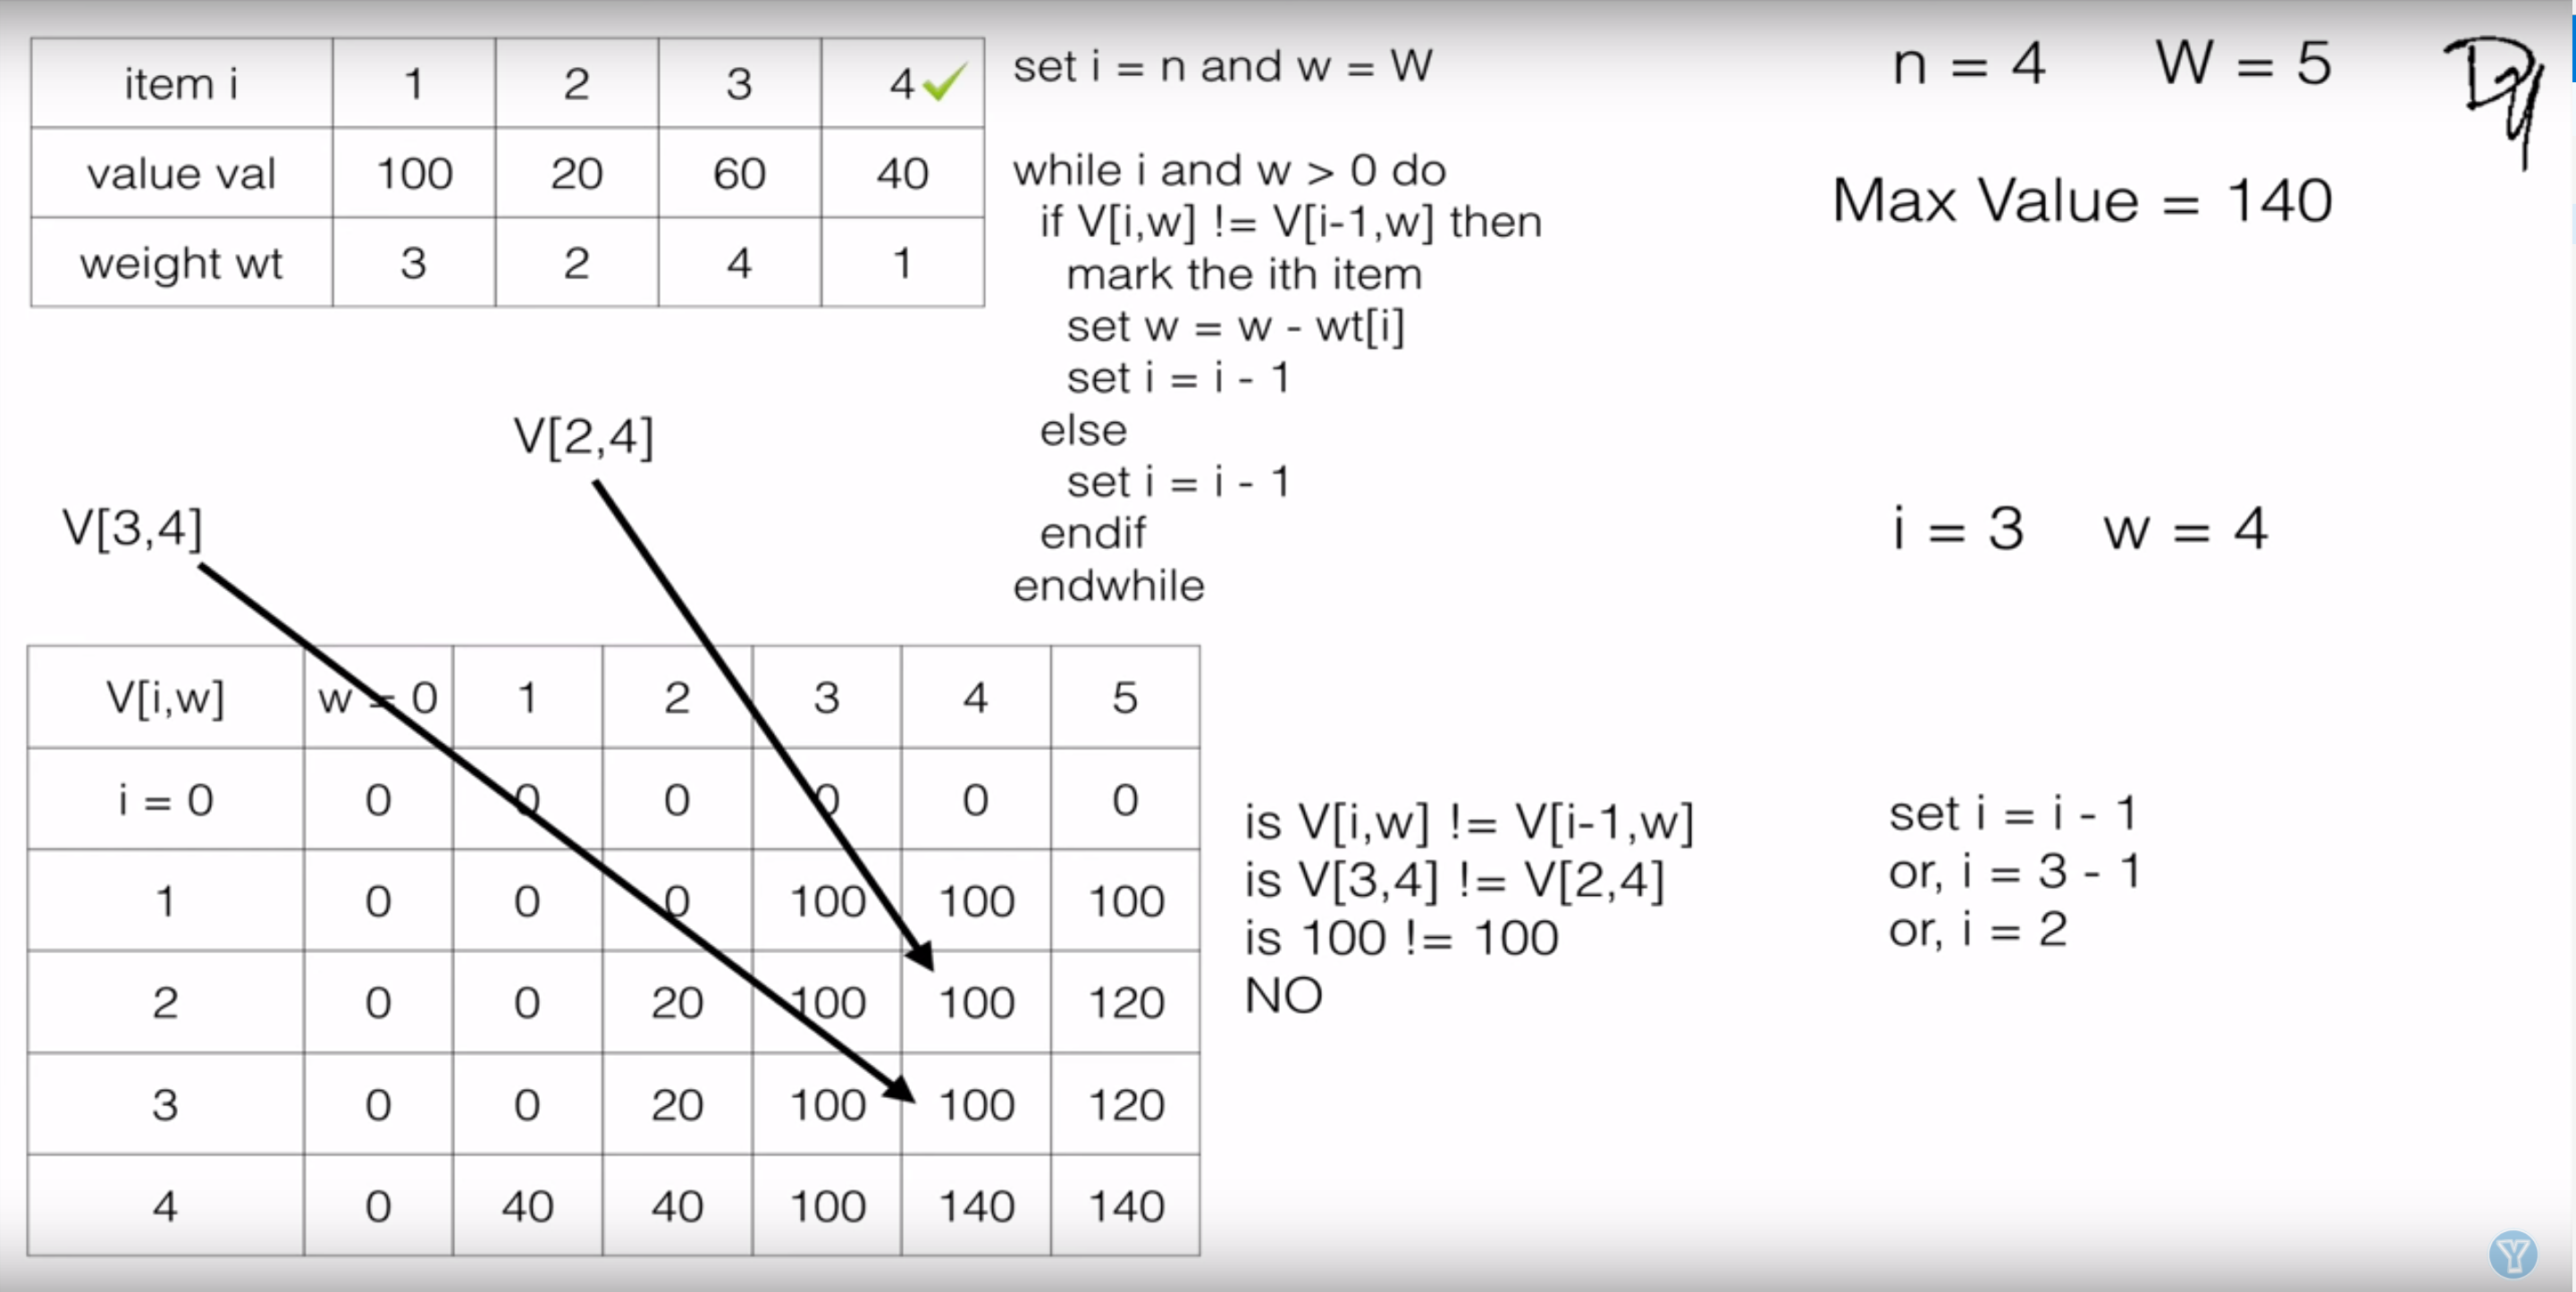 item i 1 2 3 4
value val 100 20 60 40
weight wt 3 2 4 1
set i = n and w = W
while i and w > 0 do
if V[i,w] != V[i-1,w] then
mark the ith item
set w = w - wt[i]
set i = i - 1
else
set i = i - 1
endif
endwhile
n = 4 W = 5
Max Value = 140
i = 3 w = 4
V[2,4]
V[3,4]
V[i,w] w = 0 1 2 3 4 5
i = 0 0 0 0 0 0 0
1 0 0 0 100 100 100
2 0 0 20 100 100 120
3 0 0 20 100 100 120
4 0 40 40 100 140 140
is V[i,w] != V[i-1,w]
is V[3,4] != V[2,4]
is 100 != 100
NO
set i = i - 1
or, i = 3 - 1
or, i = 2
Y